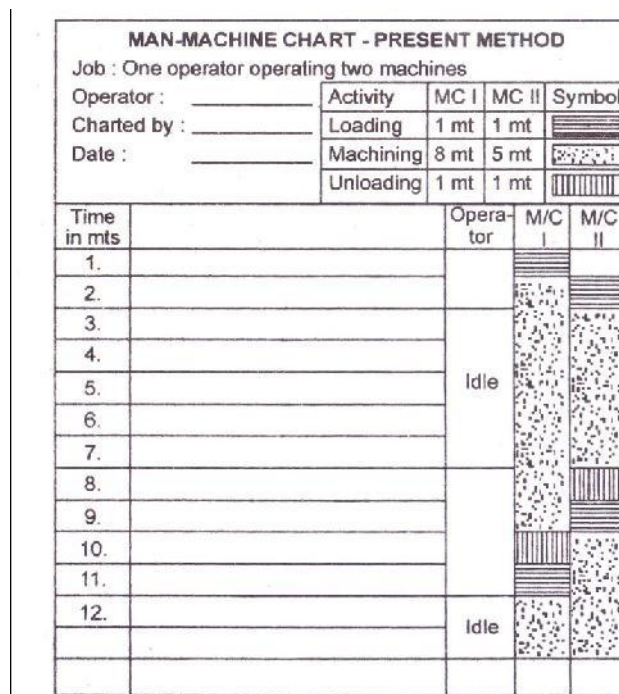 MAN-MACHINE CHART - PRESENT METHOD
Job : One operator operating two machines
Operator :
Activity MC I MC II Symbol
Charted by :
Loading 1 mt 1 mt
Date :
Machining 8 mt 5 mt
Unloading 1 mt 1 mt
Time in mts
Opera-
tor
M/C
I
M/C
II
1.
2.
3.
4.
5.
Idle
6.
7.
8.
9.
10.
11.
12.
Idle